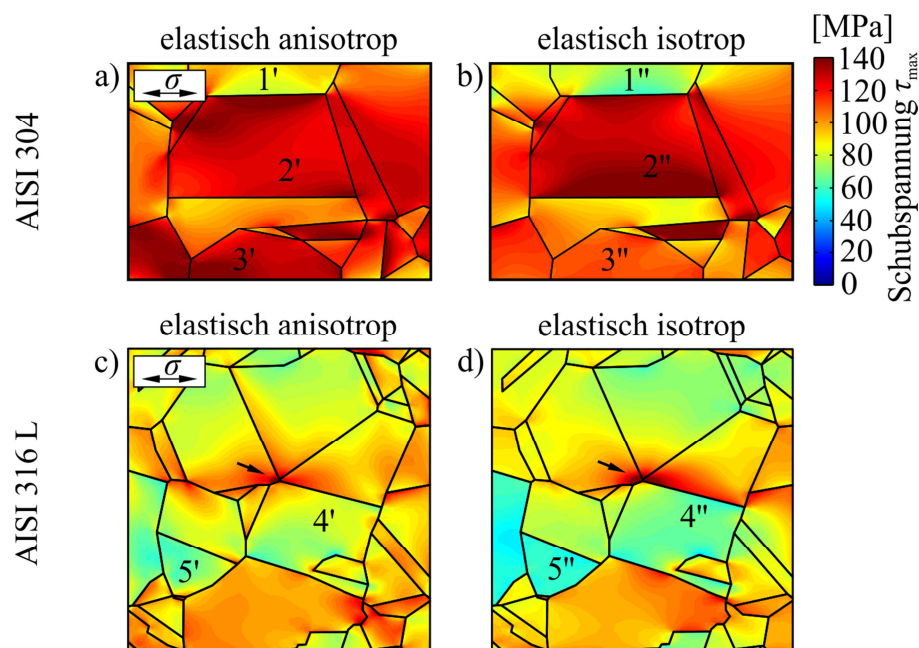 elastisch anisotrop
elastisch isotrop
[MPa]
AISI 304
a)
σ
1'
2'
3'
b)
1"
2"
3"
140
120
100
80
60
40
20
0
Schubspannung τmax
elastisch anisotrop
elastisch isotrop
AISI 316 L
c)
σ
4'
5'
d)
4"
5"